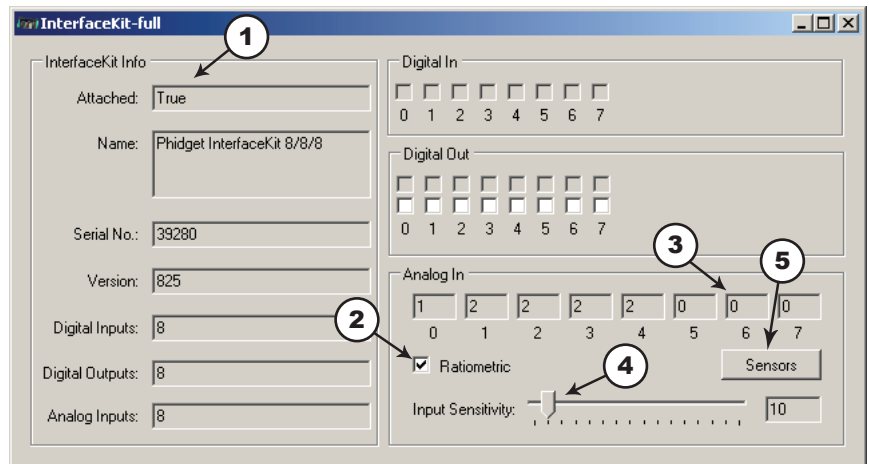 InterfaceKit-full
1
InterfaceKit Info
Attached: True
Name: Phidget InterfaceKit 8/8/8
Serial No.: 39280
Version: 825
Digital Inputs: 8
Digital Outputs: 8
Analog Inputs: 8
Digital In
0 1 2 3 4 5 6 7
Digital Out
0 1 2 3 4 5 6 7
3
5
Analog In
1 2 2 2 2 0 0 0
0 1 2 3 4 5 6 7
2
Ratiometric
4
Sensors
Input Sensitivity: 10